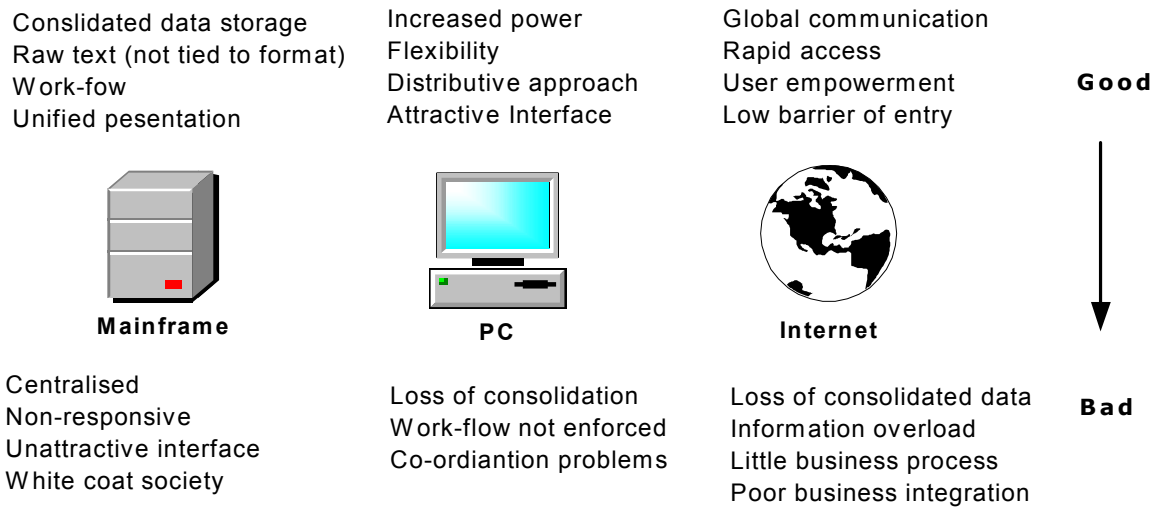 Conslidated data storage
Raw text (not tied to format)
Work-fow
Unified pesentation
Increased power
Flexibility
Distributive approach
Attractive Interface
Global communication
Rapid access
User empowerment
Low barrier of entry
Good
Mainframe
PC
Internet
Centralised
Non-responsive
Unattractive interface
White coat society
Loss of consolidation
Work-flow not enforced
Co-ordiantion problems
Loss of consolidated data
Information overload
Little business process
Poor business integration
Bad